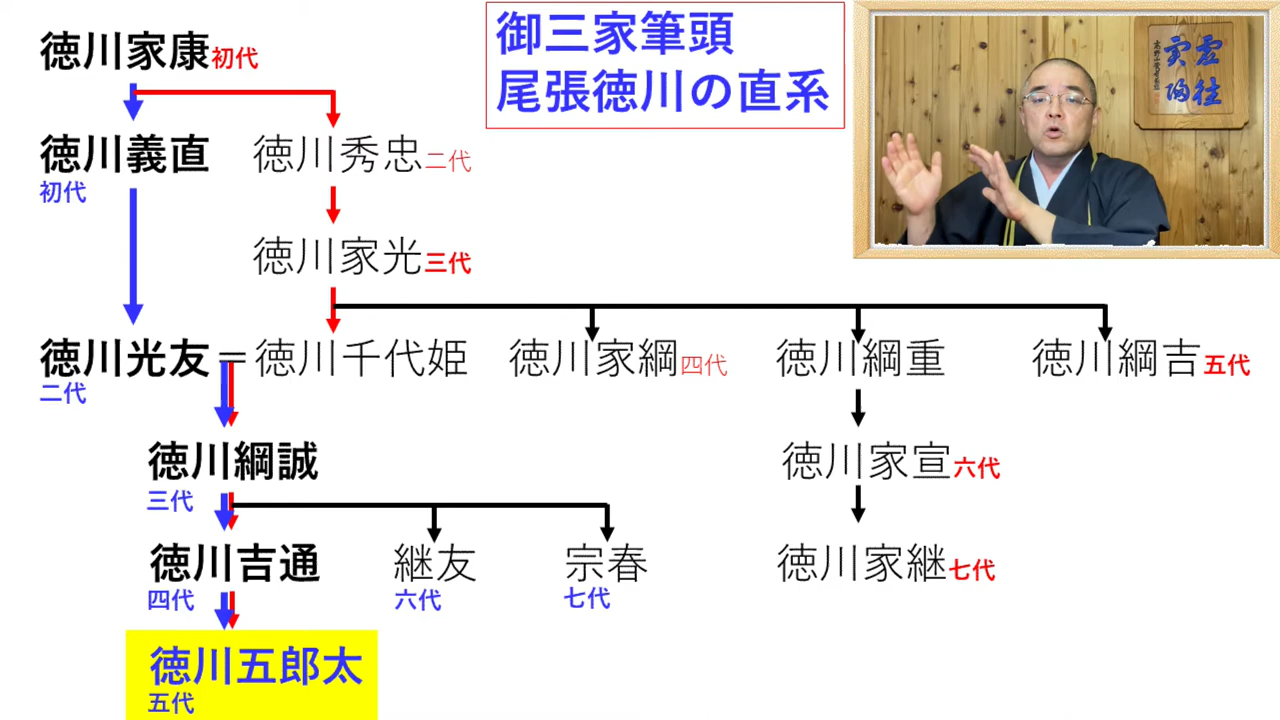 御三家筆頭
尾張徳川の直系
徳川家康初代
徳川義直 徳川秀忠二代
初代
徳川家光三代
徳川光友=徳川千代姫 徳川家綱四代 徳川綱重 徳川綱吉五代
二代
徳川綱誠 徳川家宣六代
三代
徳川吉通 継友 宗春 徳川家継七代
四代 六代 七代
徳川五郎太
五代